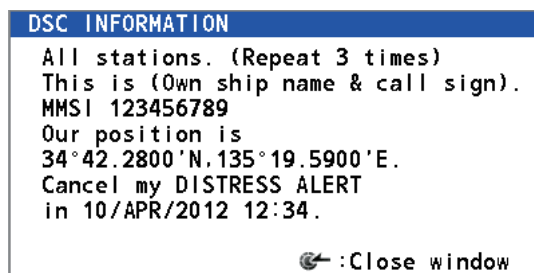 DSC INFORMATION
All stations. (Repeat 3 times)
This is (Own ship name & call sign).
MMSI 123456789
Our position is
34°42.2800'N,135°19.5900'E.
Cancel my DISTRESS ALERT
in 10/APR/2012 12:34.
:Close window